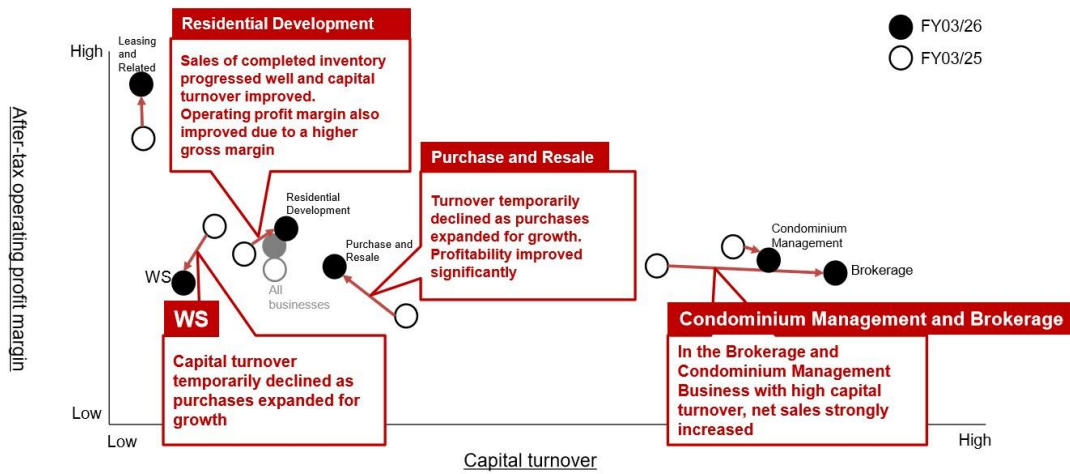 Residential Development
Sales of completed inventory
progressed well and capital
turnover improved.
Operating profit margin also
improved due to a higher
gross margin
FY03/26
FY03/25
High
Leasing
and
Related
After-tax operating profit margin
Purchase and Resale
Turnover temporarily
declined as purchases
expanded for growth.
Profitability improved
significantly
Residential
Development
Purchase and
Resale
All
businesses
WS
Condominium
Management
Brokerage
WS
Capital turnover
temporarily declined as
purchases expanded for
growth
Condominium Management and Brokerage
In the Brokerage and
Condominium Management
Business with high capital
turnover, net sales strongly
increased
Low
Low
High
Capital turnover